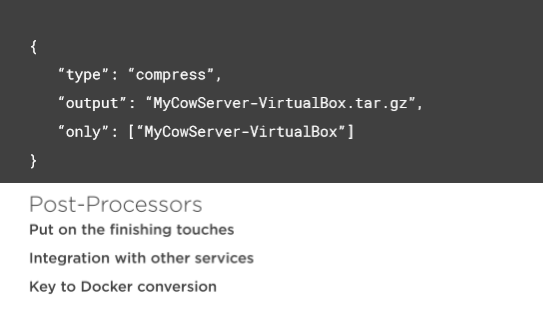 {
“type”: “compress”,
“output”: “MyCowServer-VirtualBox.tar.gz”,
“only”: [“MyCowServer-VirtualBox”]
}
Post-Processors
Put on the finishing touches
Integration with other services
Key to Docker conversion